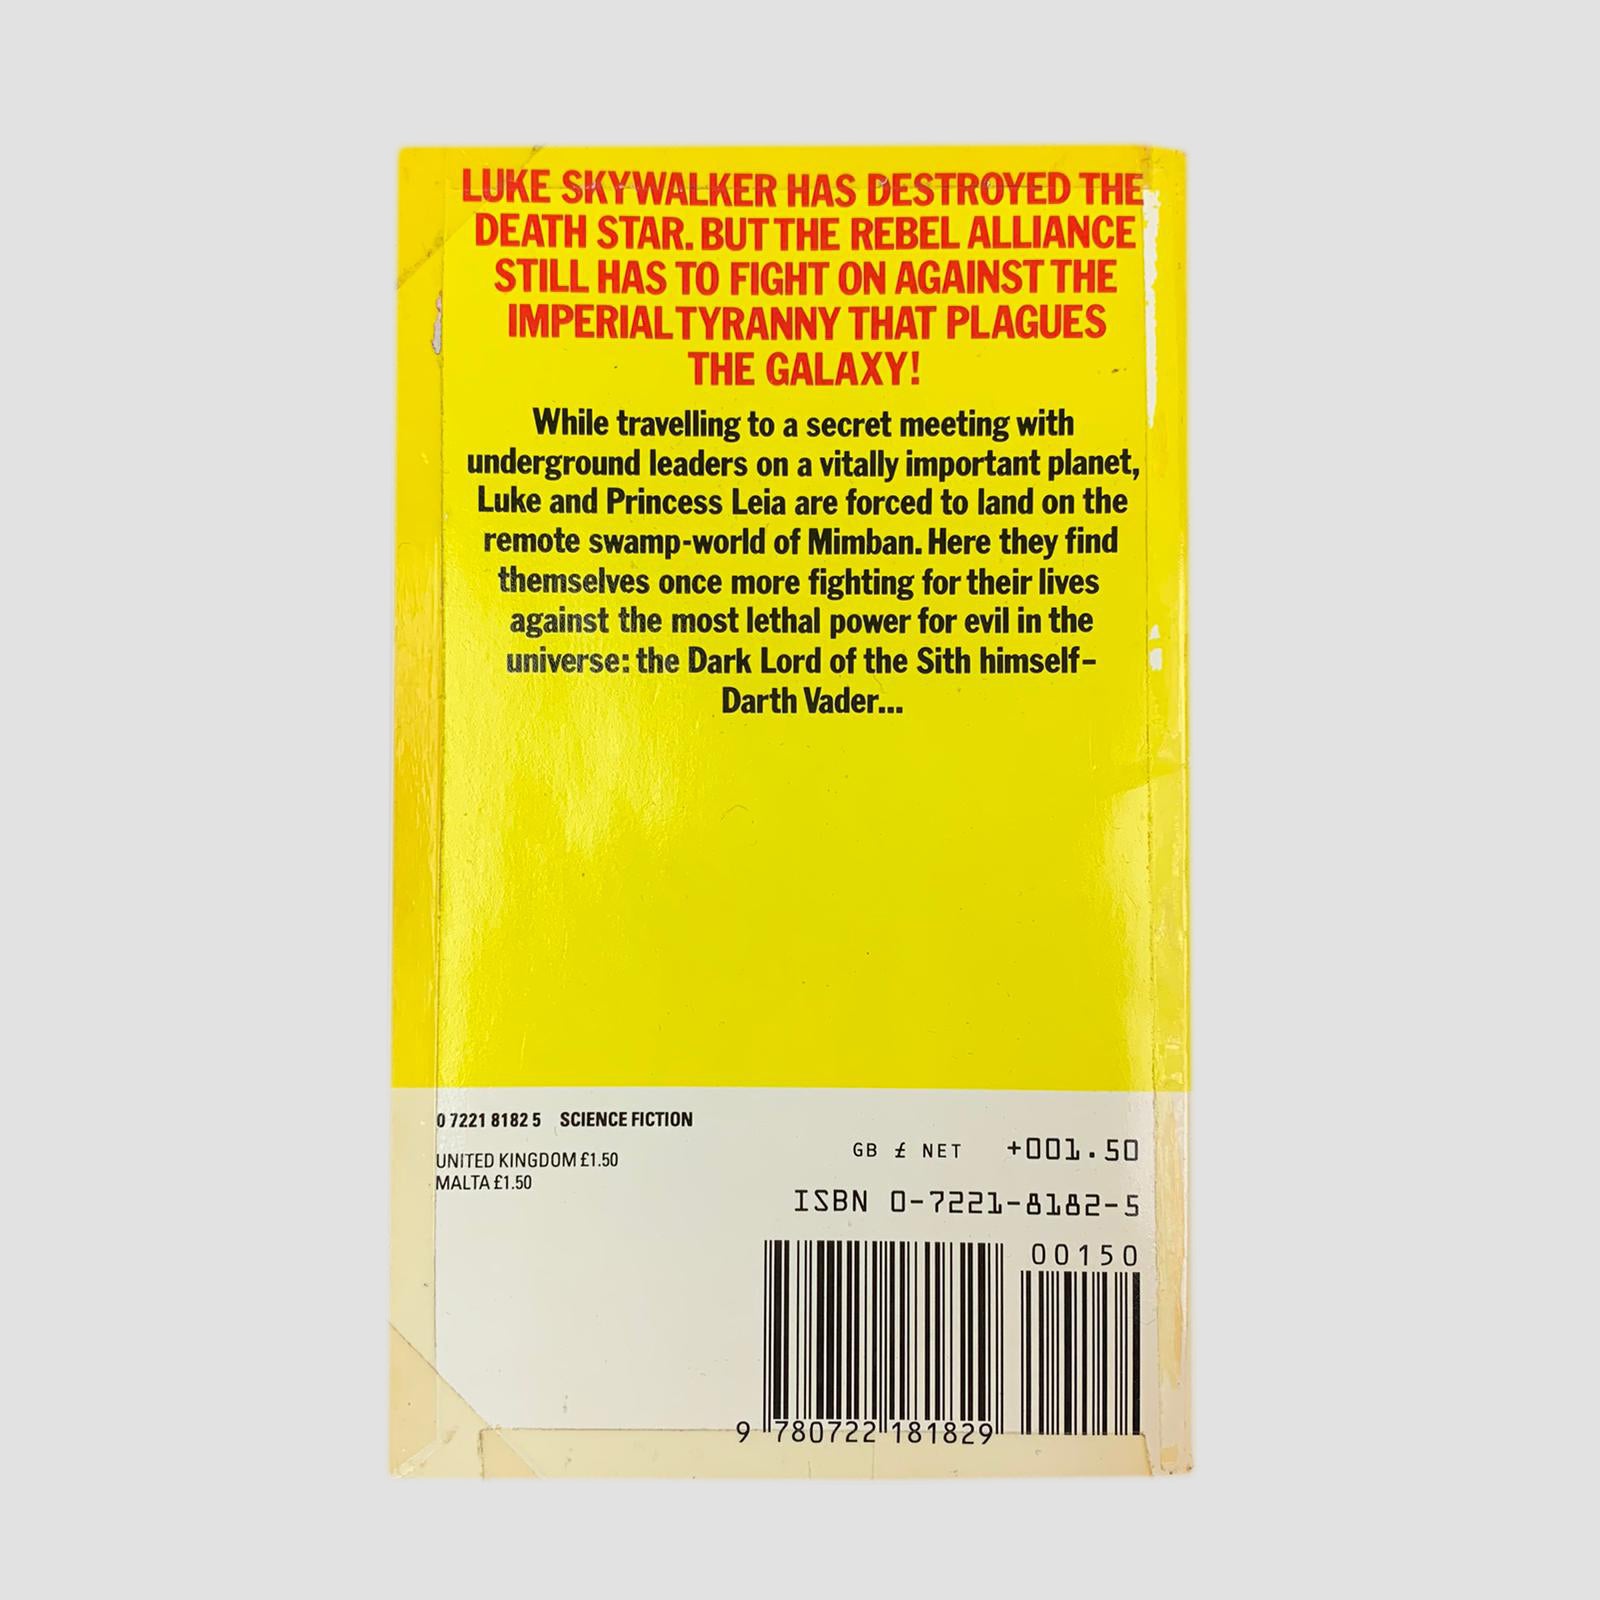 LUKE SKYWALKER HAS DESTROYED THE
DEATH STAR. BUT THE REBEL ALLIANCE
STILL HAS TO FIGHT ON AGAINST THE
IMPERIAL TYRANNY THAT PLAGUES
THE GALAXY!
While travelling to a secret meeting with
underground leaders on a vitally important planet,
Luke and Princess Leia are forced to land on the
remote swamp-world of Mimban. Here they find
themselves once more fighting for their lives
against the most lethal power for evil in the
universe: the Dark Lord of the Sith himself–
Darth Vader...
0 7221 8182 5 SCIENCE FICTION
UNITED KINGDOM £1.50
MALTA £1.50
GB £ NET +001.50
ISBN 0-7221-8182-5
00150
9 780722 181829